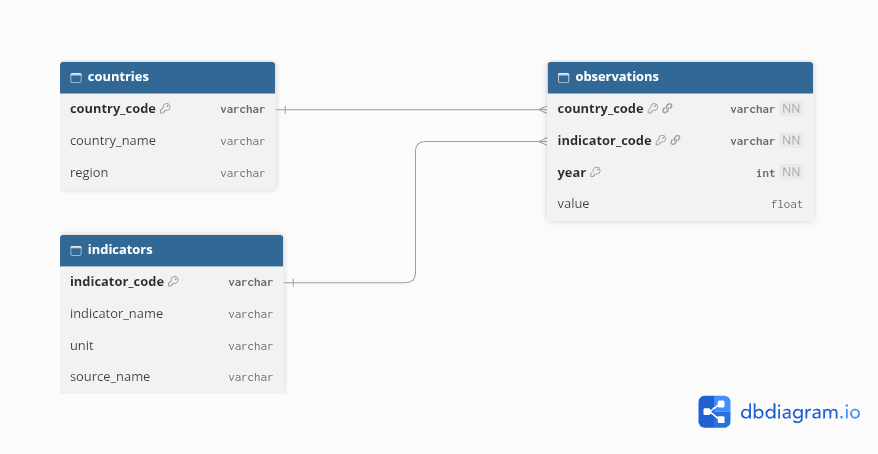 countries
country_code varchar
country_name varchar
region varchar
observations
country_code varchar NN
indicator_code varchar NN
year int NN
value float
indicators
indicator_code varchar
indicator_name varchar
unit varchar
source_name varchar
dbdiagram.io